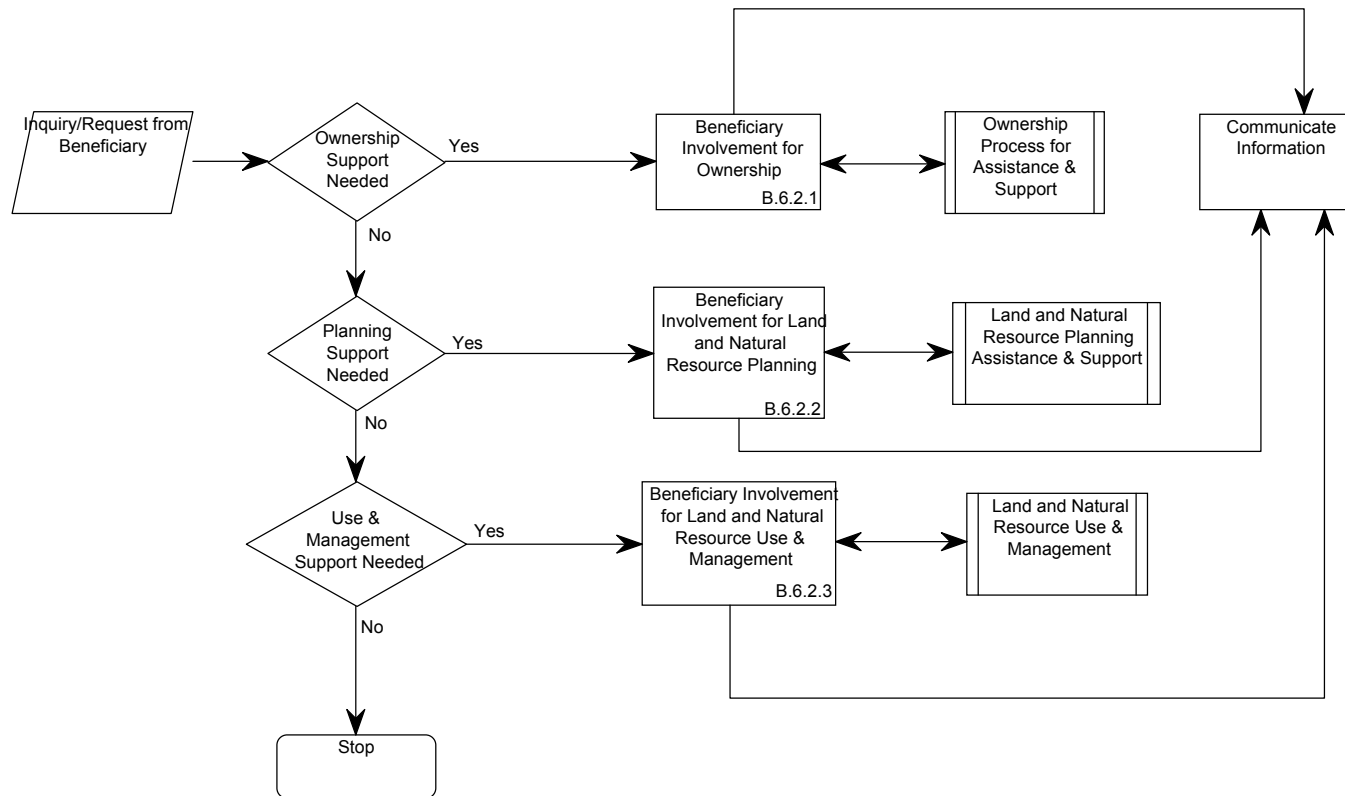 Inquiry/Request from
Beneficiary
Ownership
Support
Needed
Yes
No
Beneficiary
Involvement for
Ownership
B.6.2.1
Ownership
Process for
Assistance &
Support
Communicate
Information
Planning
Support
Needed
Yes
No
Beneficiary
Involvement for Land
and Natural
Resource Planning
B.6.2.2
Land and Natural
Resource Planning
Assistance & Support
Use &
Management
Support Needed
Yes
No
Beneficiary Involvement
for Land and Natural
Resource Use &
Management
B.6.2.3
Land and Natural
Resource Use &
Management
Stop